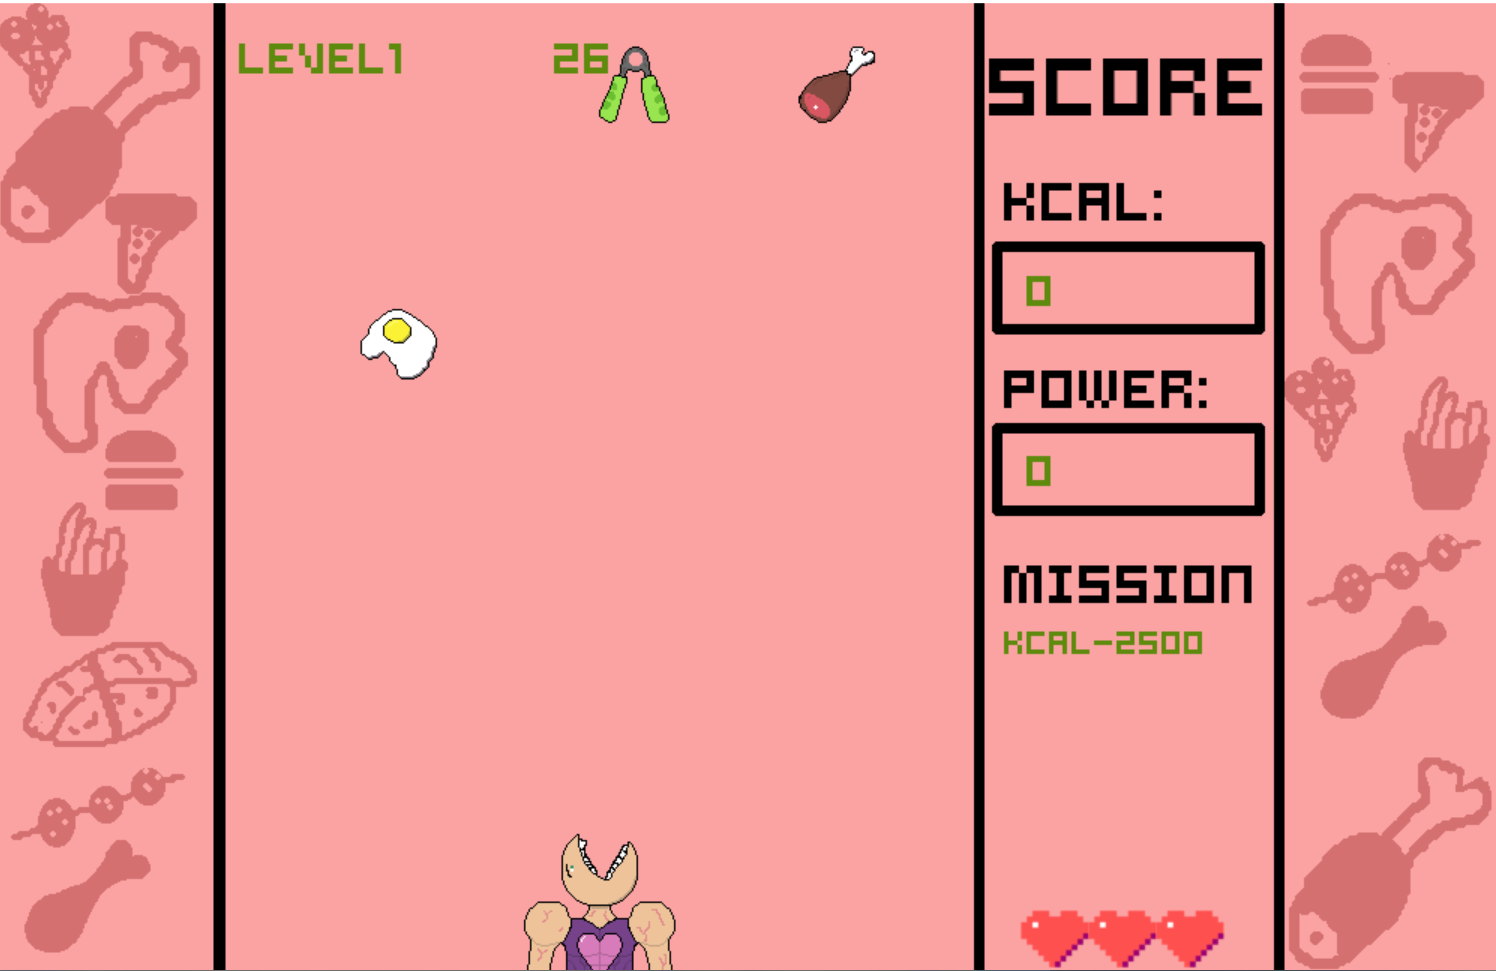 LEVEL1
26
SCORE
KCAL:
0
POWER:
0
MISSION
KCAL-2500